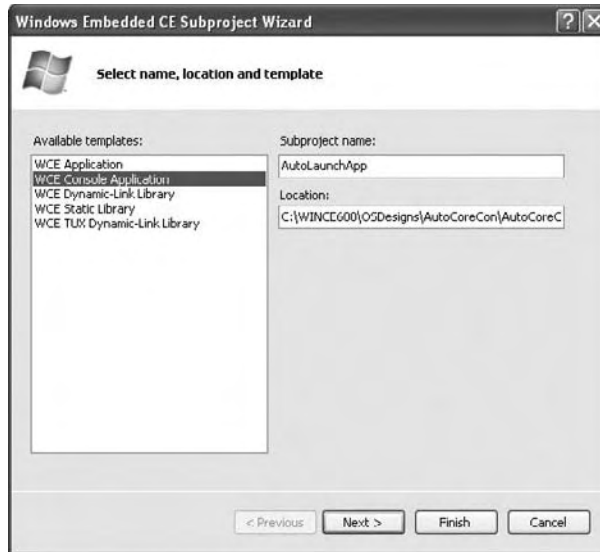 Windows Embedded CE Subproject Wizard
Select name, location and template
Available templates:
WCE Application
WCE Console Application
WCE Dynamic-Link Library
WCE Static Library
WCE TUX Dynamic-Link Library
Subproject name:
AutoLaunchApp
Location:
C:\WINCE600\OSDesigns\AutoCoreCon\AutoCoreC
< Previous
Next >
Finish
Cancel